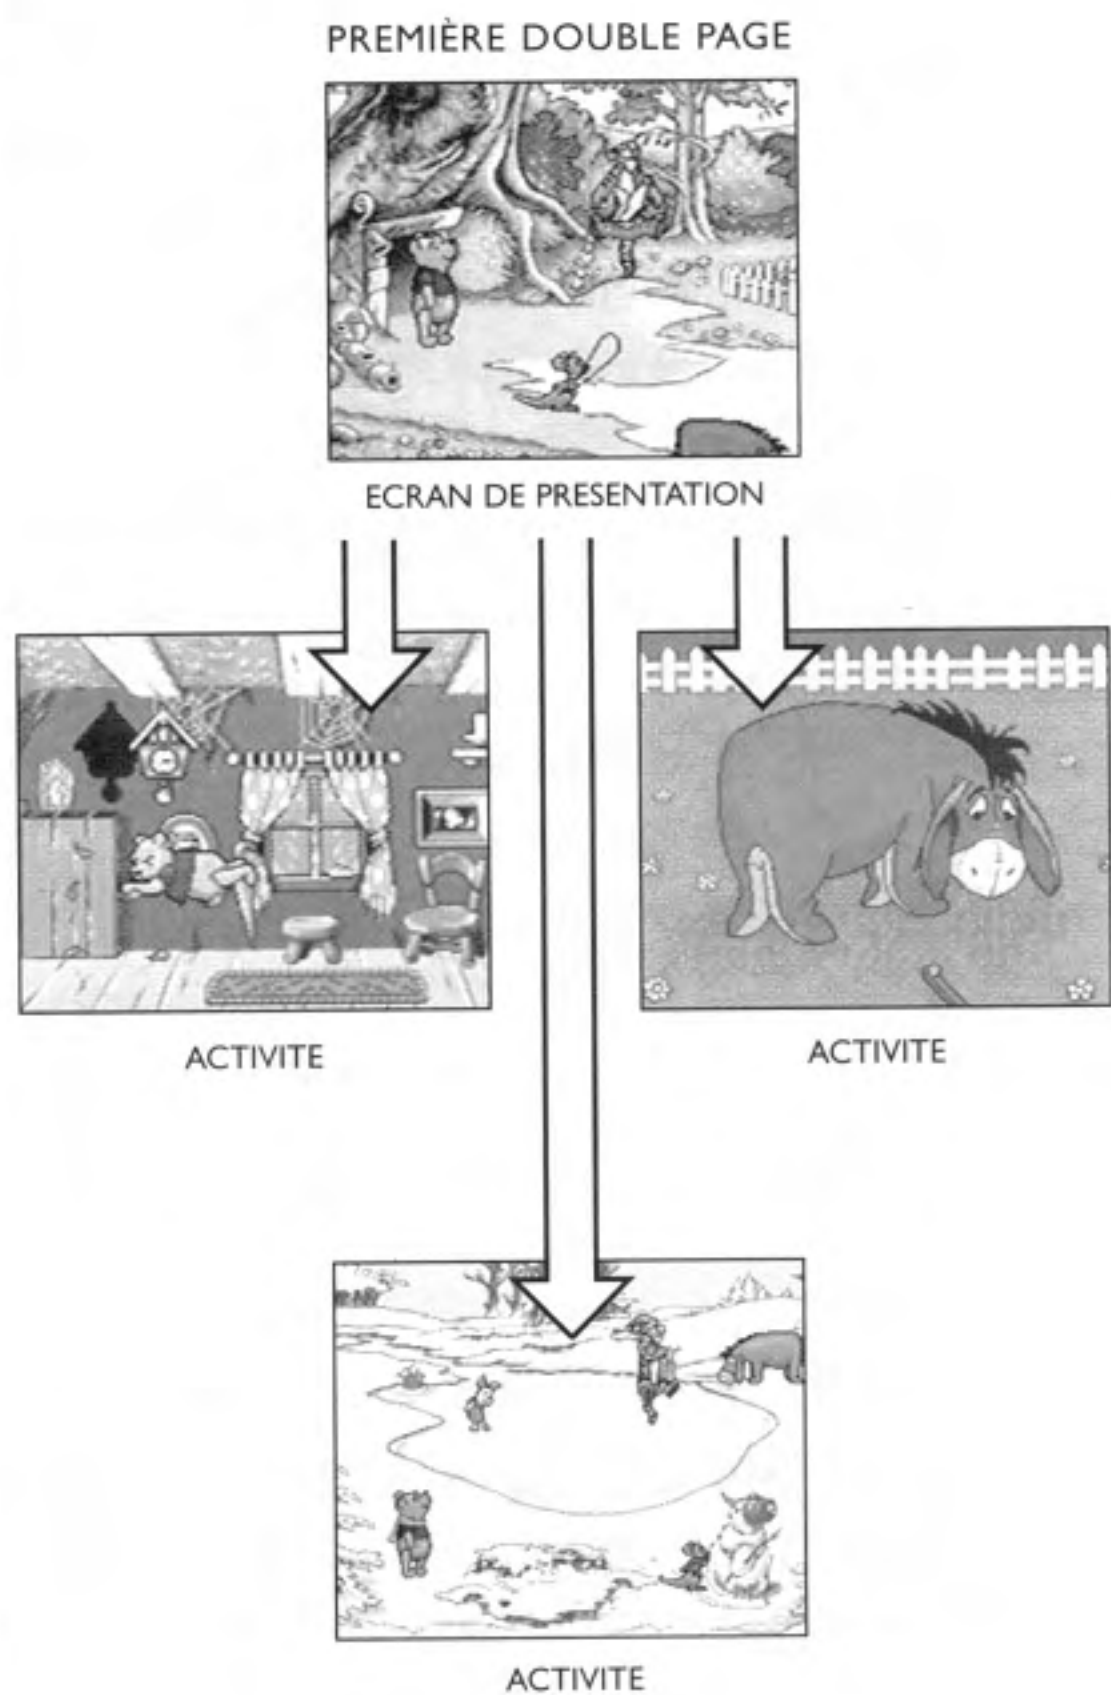 PREMIÈRE DOUBLE PAGE
ECRAN DE PRESENTATION
ACTIVITE
ACTIVITE
ACTIVITE